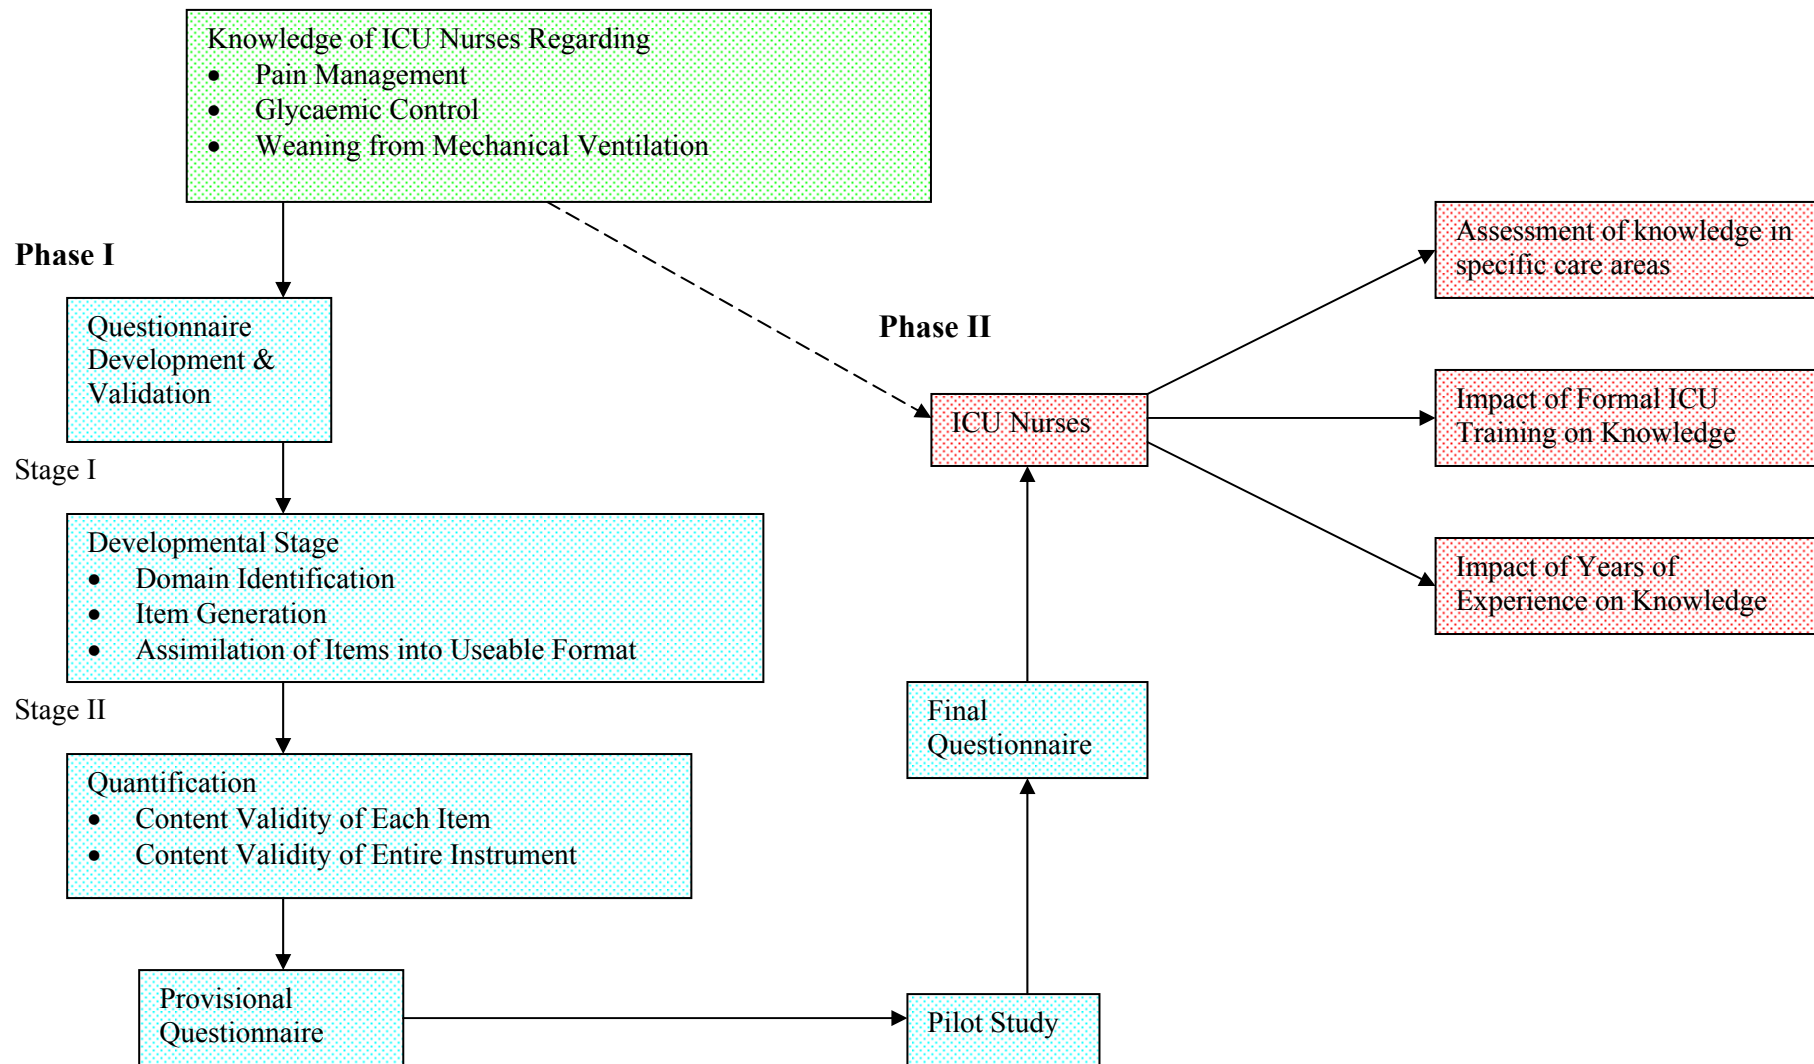 Knowledge of ICU Nurses Regarding
• Pain Management
• Glycaemic Control
• Weaning from Mechanical Ventilation
Phase I
Questionnaire
Development &
Validation
Stage I
Developmental Stage
• Domain Identification
• Item Generation
• Assimilation of Items into Useable Format
Stage II
Quantification
• Content Validity of Each Item
• Content Validity of Entire Instrument
Provisional
Questionnaire
Pilot Study
Final
Questionnaire
Phase II
ICU Nurses
Assessment of knowledge in
specific care areas
Impact of Formal ICU
Training on Knowledge
Impact of Years of
Experience on Knowledge